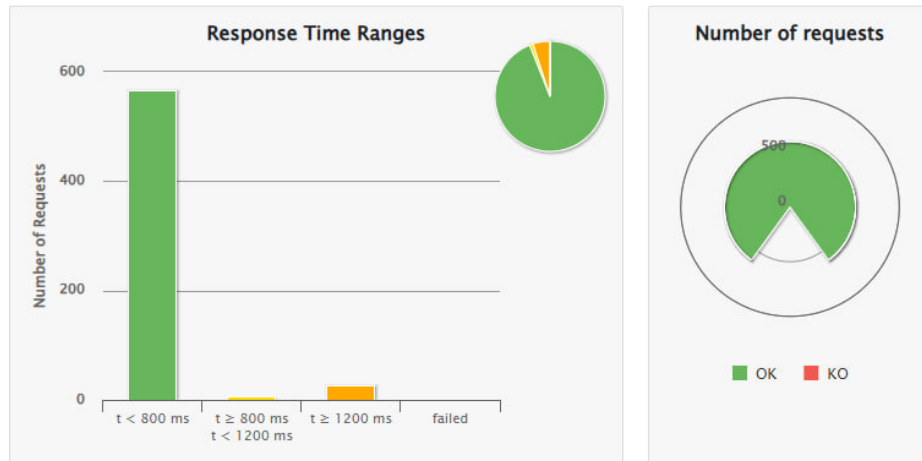 Response Time Ranges
Number of Requests
600
400
200
0
t < 800 ms
t ≥ 800 ms
t < 1200 ms
t ≥ 1200 ms
failed
Number of requests
500
0
OK
KO